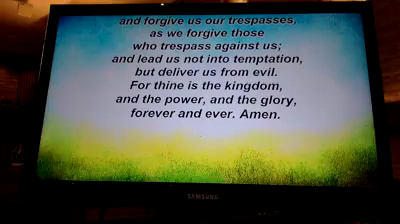 and forgive us our trespasses,
as we forgive those
who trespass against us;
and lead us not into temptation,
but deliver us from evil.
For thine is the kingdom,
and the power, and the glory,
forever and ever. Amen.
SAMSUNG